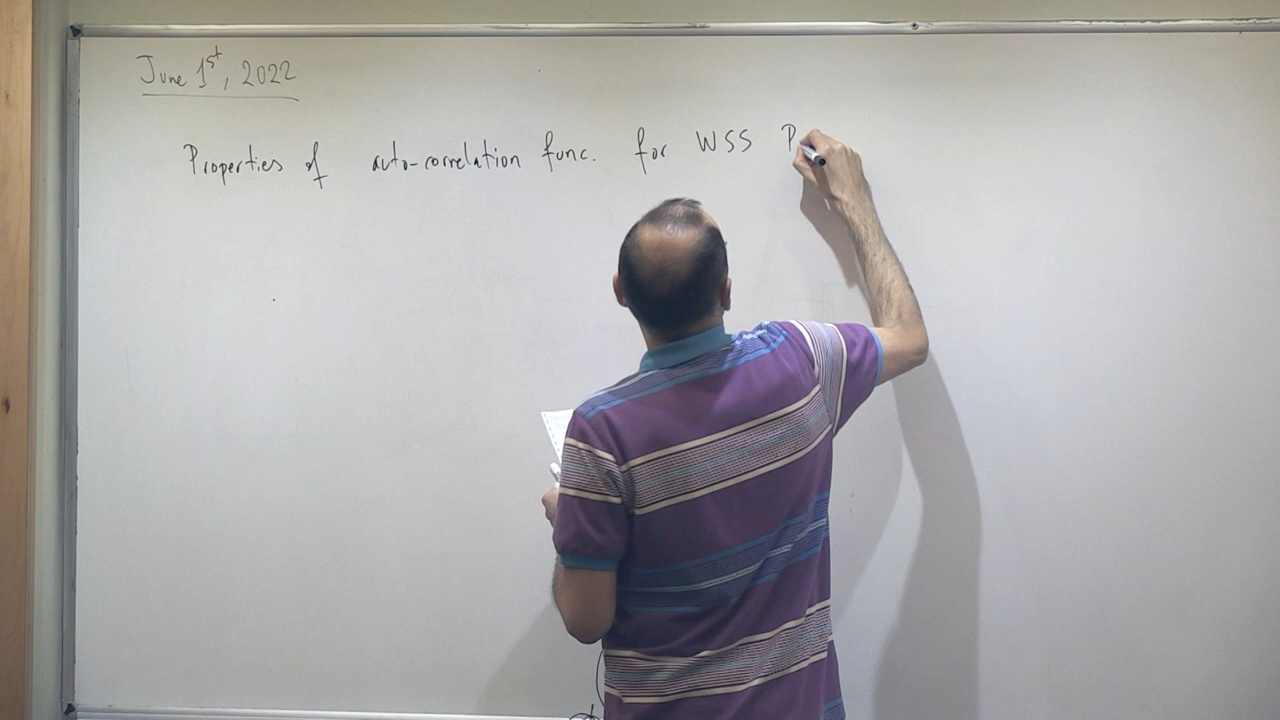 June 1st, 2022
Properties of auto-correlation func. for WSS P